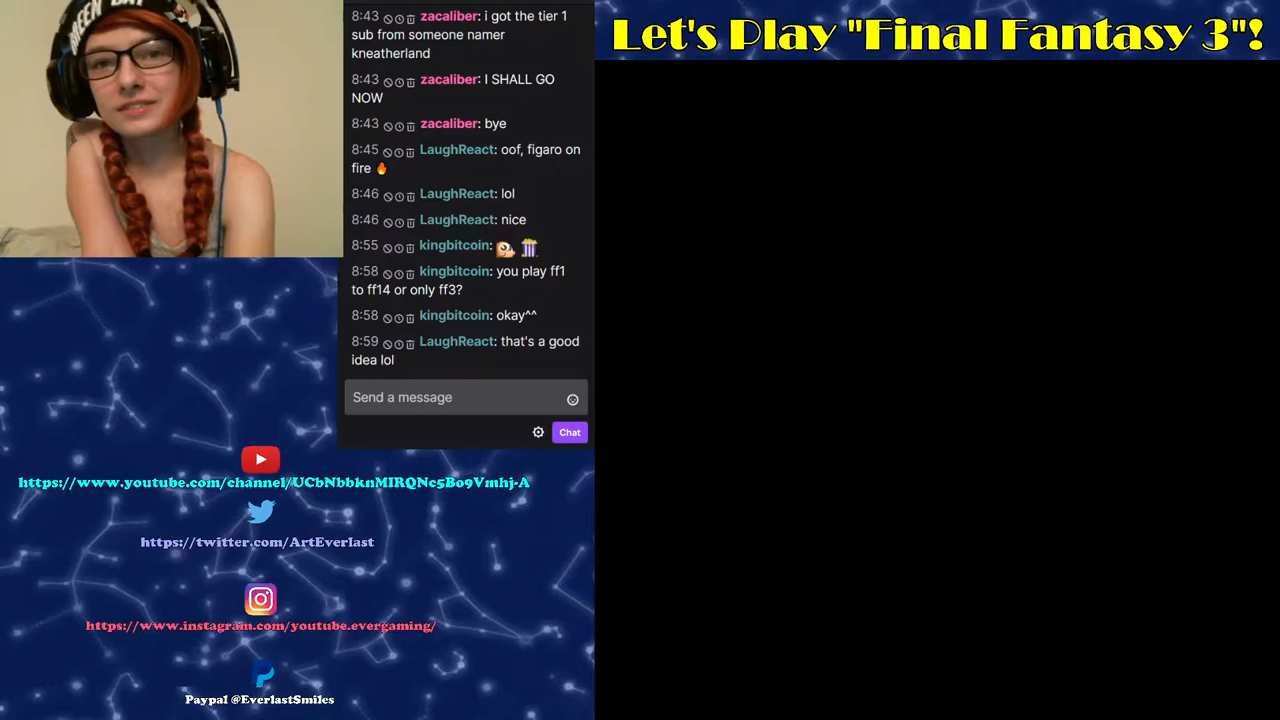 GREEN DAY
8:43 zacaliber: i got the tier 1
sub from someone namer
kneatherland
8:43 zacaliber: I SHALL GO
NOW
8:43 zacaliber: bye
8:45 LaughReact: oof, figaro on
fire 🔥
8:46 LaughReact: lol
8:46 LaughReact: nice
8:55 kingbitcoin:
8:58 kingbitcoin: you play ff1
to ff14 or only ff3?
8:58 kingbitcoin: okay^^
8:59 LaughReact: that's a good
idea lol
Send a message
Chat
Let's Play "Final Fantasy 3"!
https://www.youtube.com/channel/UCbNbbknMIRQNc5Bo9Vmhj-A
https://twitter.com/ArtEverlast
https://www.instagram.com/youtube.evergaming/
Paypal @EverlastSmiles